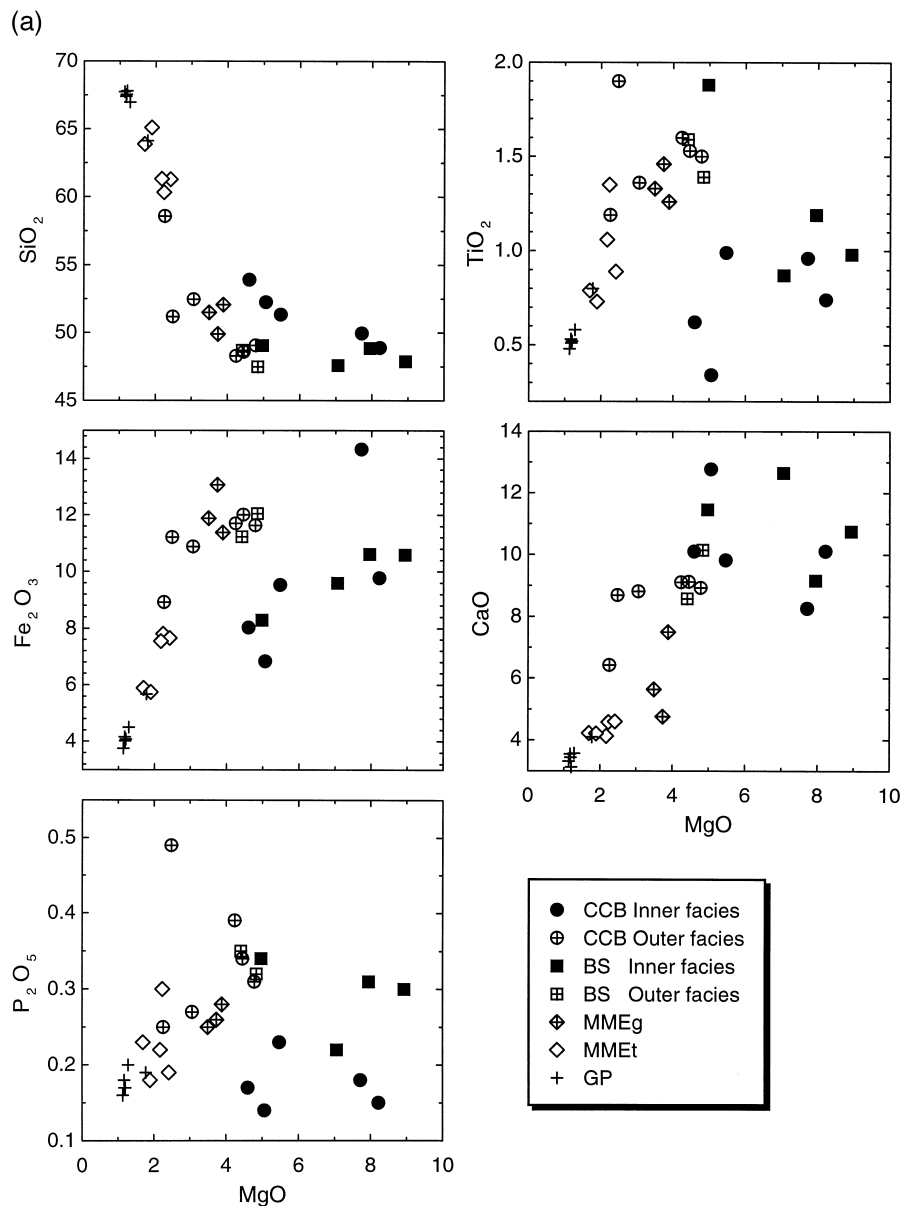 (a)
70
65
60
55
50
45
SiO2
2.0
1.5
1.0
0.5
TiO2
14
12
10
8
6
4
Fe2O3
14
12
10
8
6
4
CaO
0 2 4 6 8 10
MgO
0.5
0.4
0.3
0.2
0.1
P2O5
0 2 4 6 8 10
MgO
CCB Inner facies
CCB Outer facies
BS Inner facies
BS Outer facies
MMEg
MMEt
GP